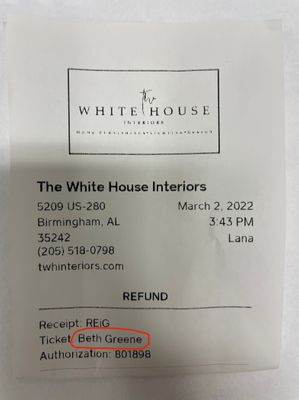 the
WHITE HOUSE
INTERIORS
The White House Interiors
5209 US-280 March 2, 2022
Birmingham, AL 3:43 PM
35242 Lana
(205) 518-0798
twhinteriors.com
REFUND
Receipt: REiG
Ticket: Beth Greene
Authorization: 801898